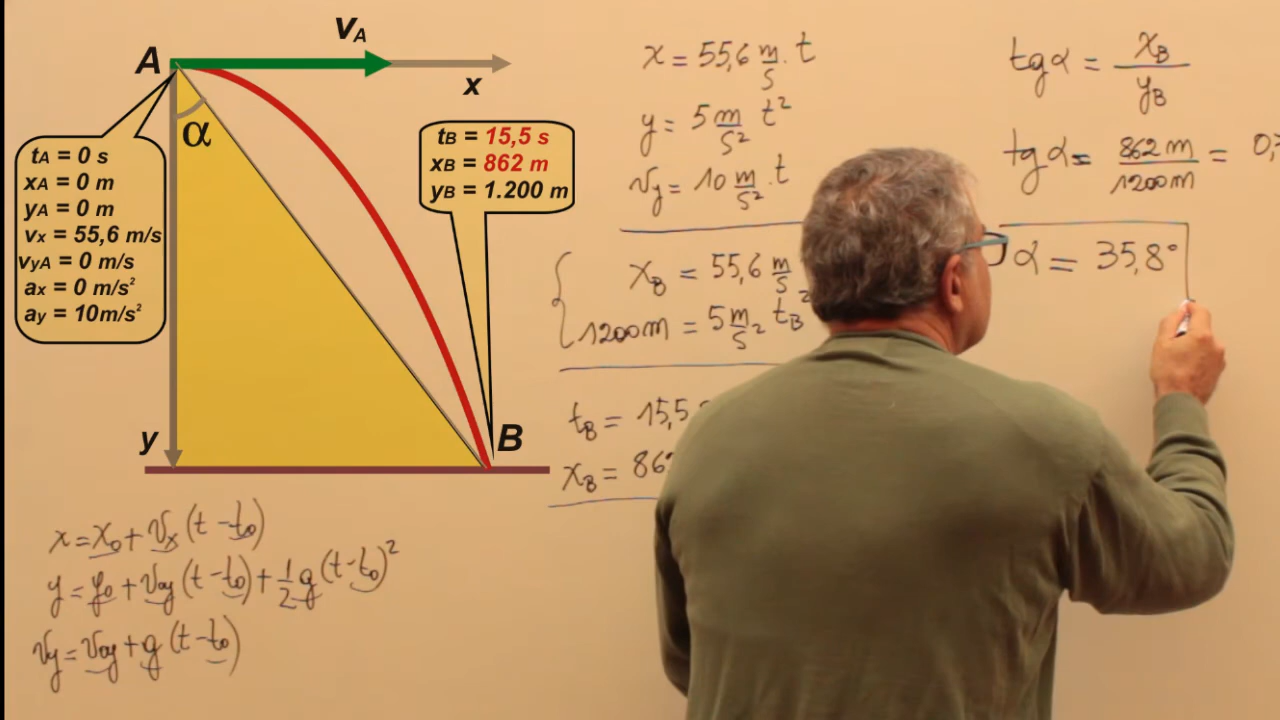 vA
A
x
α
tA = 0 s
xA = 0 m
yA = 0 m
vx = 55,6 m/s
vyA = 0 m/s
ax = 0 m/s²
ay = 10m/s²
tB = 15,5 s
xB = 862 m
yB = 1.200 m
y
B
x = x₀ + vx (t - t₀)
y = y₀ + v₀y (t - t₀) + 1/2 g (t - t₀)²
vy = v₀y + g (t - t₀)
x = 55,6 m/s · t
y = 5 m/s² t²
vy = 10 m/s² · t
xB = 55,6 m/s
1200m = 5 m/s² tB²
tB = 15,5
xB = 862
tg α = xB/yB
tg α = 862 m/1200 m = 0,
α = 35,8°